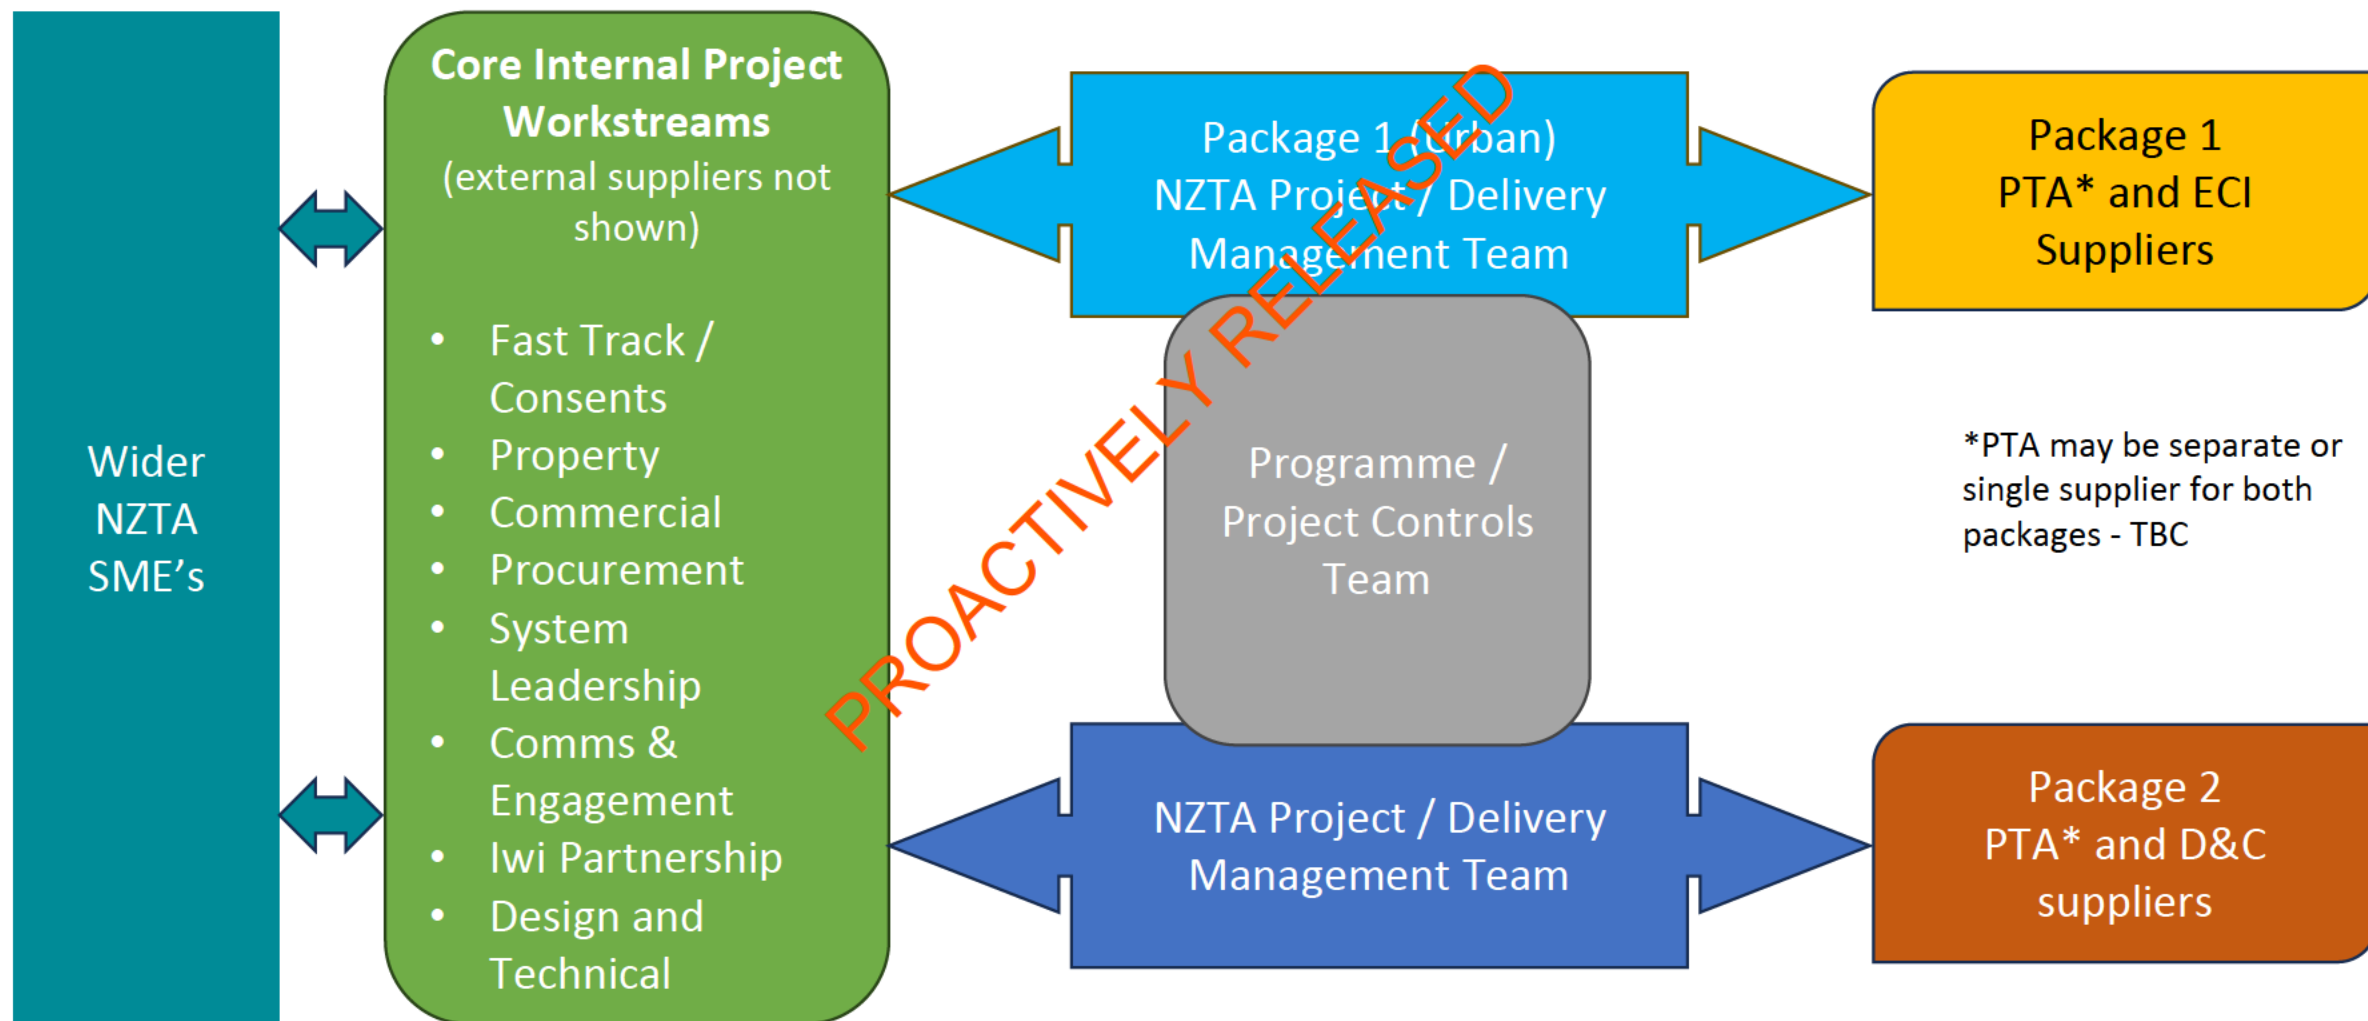 Wider
NZTA
SME's
Core Internal Project
Workstreams
(external suppliers not
shown)
• Fast Track /
Consents
• Property
• Commercial
• Procurement
• System
Leadership
• Comms &
Engagement
• Iwi Partnership
• Design and
Technical
Package 1 (Urban)
NZTA Project / Delivery
Management Team
Programme /
Project Controls
Team
NZTA Project / Delivery
Management Team
Package 1
PTA* and ECI
Suppliers
*PTA may be separate or
single supplier for both
packages - TBC
Package 2
PTA* and D&C
suppliers
PROACTIVELY RELEASED